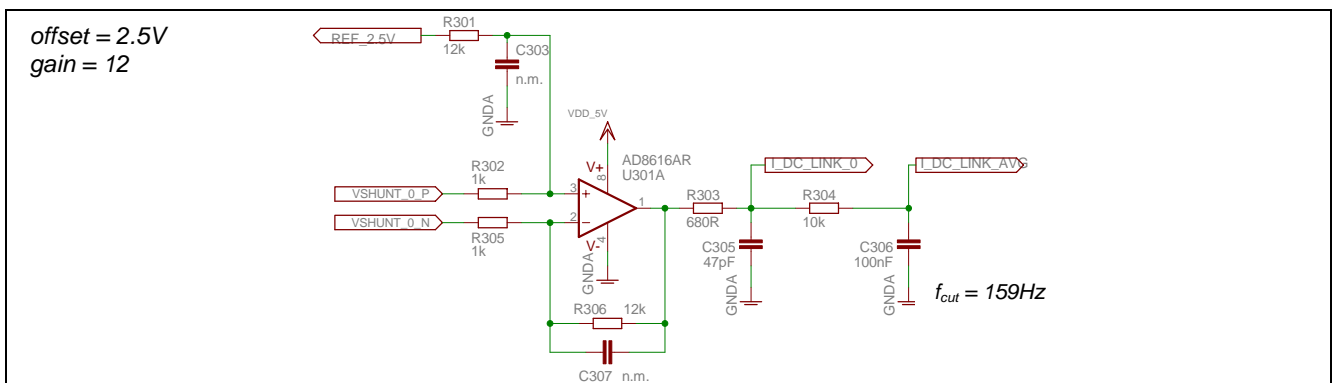 offset = 2.5V
gain = 12
R301
REF_2.5V
12k
C303
n.m.
GNDA
VDD_5V
AD8616AR
U301A
V+
8
R302
1k
VSHUNT_0_P
3
+
VSHUNT_0_N
2
-
R305
1k
1
V-
4
GNDA
R303
680R
I_DC_LINK_0
I_DC_LINK_AVG
R304
10k
C305
47pF
GNDA
C306
100nF
GNDA
fcut = 159Hz
R306
12k
C307
n.m.